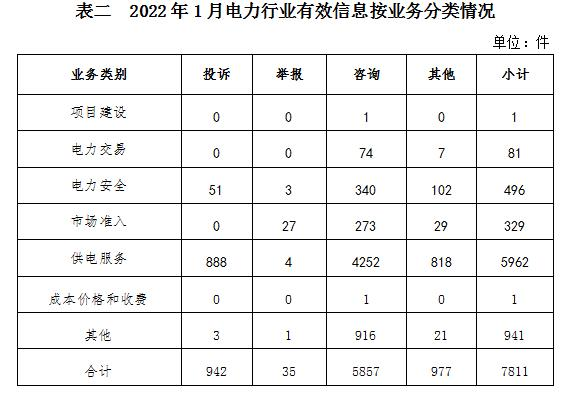 表二 2022年1月电力行业有效信息按业务分类情况
单位：件
业务类别 投诉 举报 咨询 其他 小计
项目建设 0 0 1 0 1
电力交易 0 0 74 7 81
电力安全 51 3 340 102 496
市场准入 0 27 273 29 329
供电服务 888 4 4252 818 5962
成本价格和收费 0 0 1 0 1
其他 3 1 916 21 941
合计 942 35 5857 977 7811